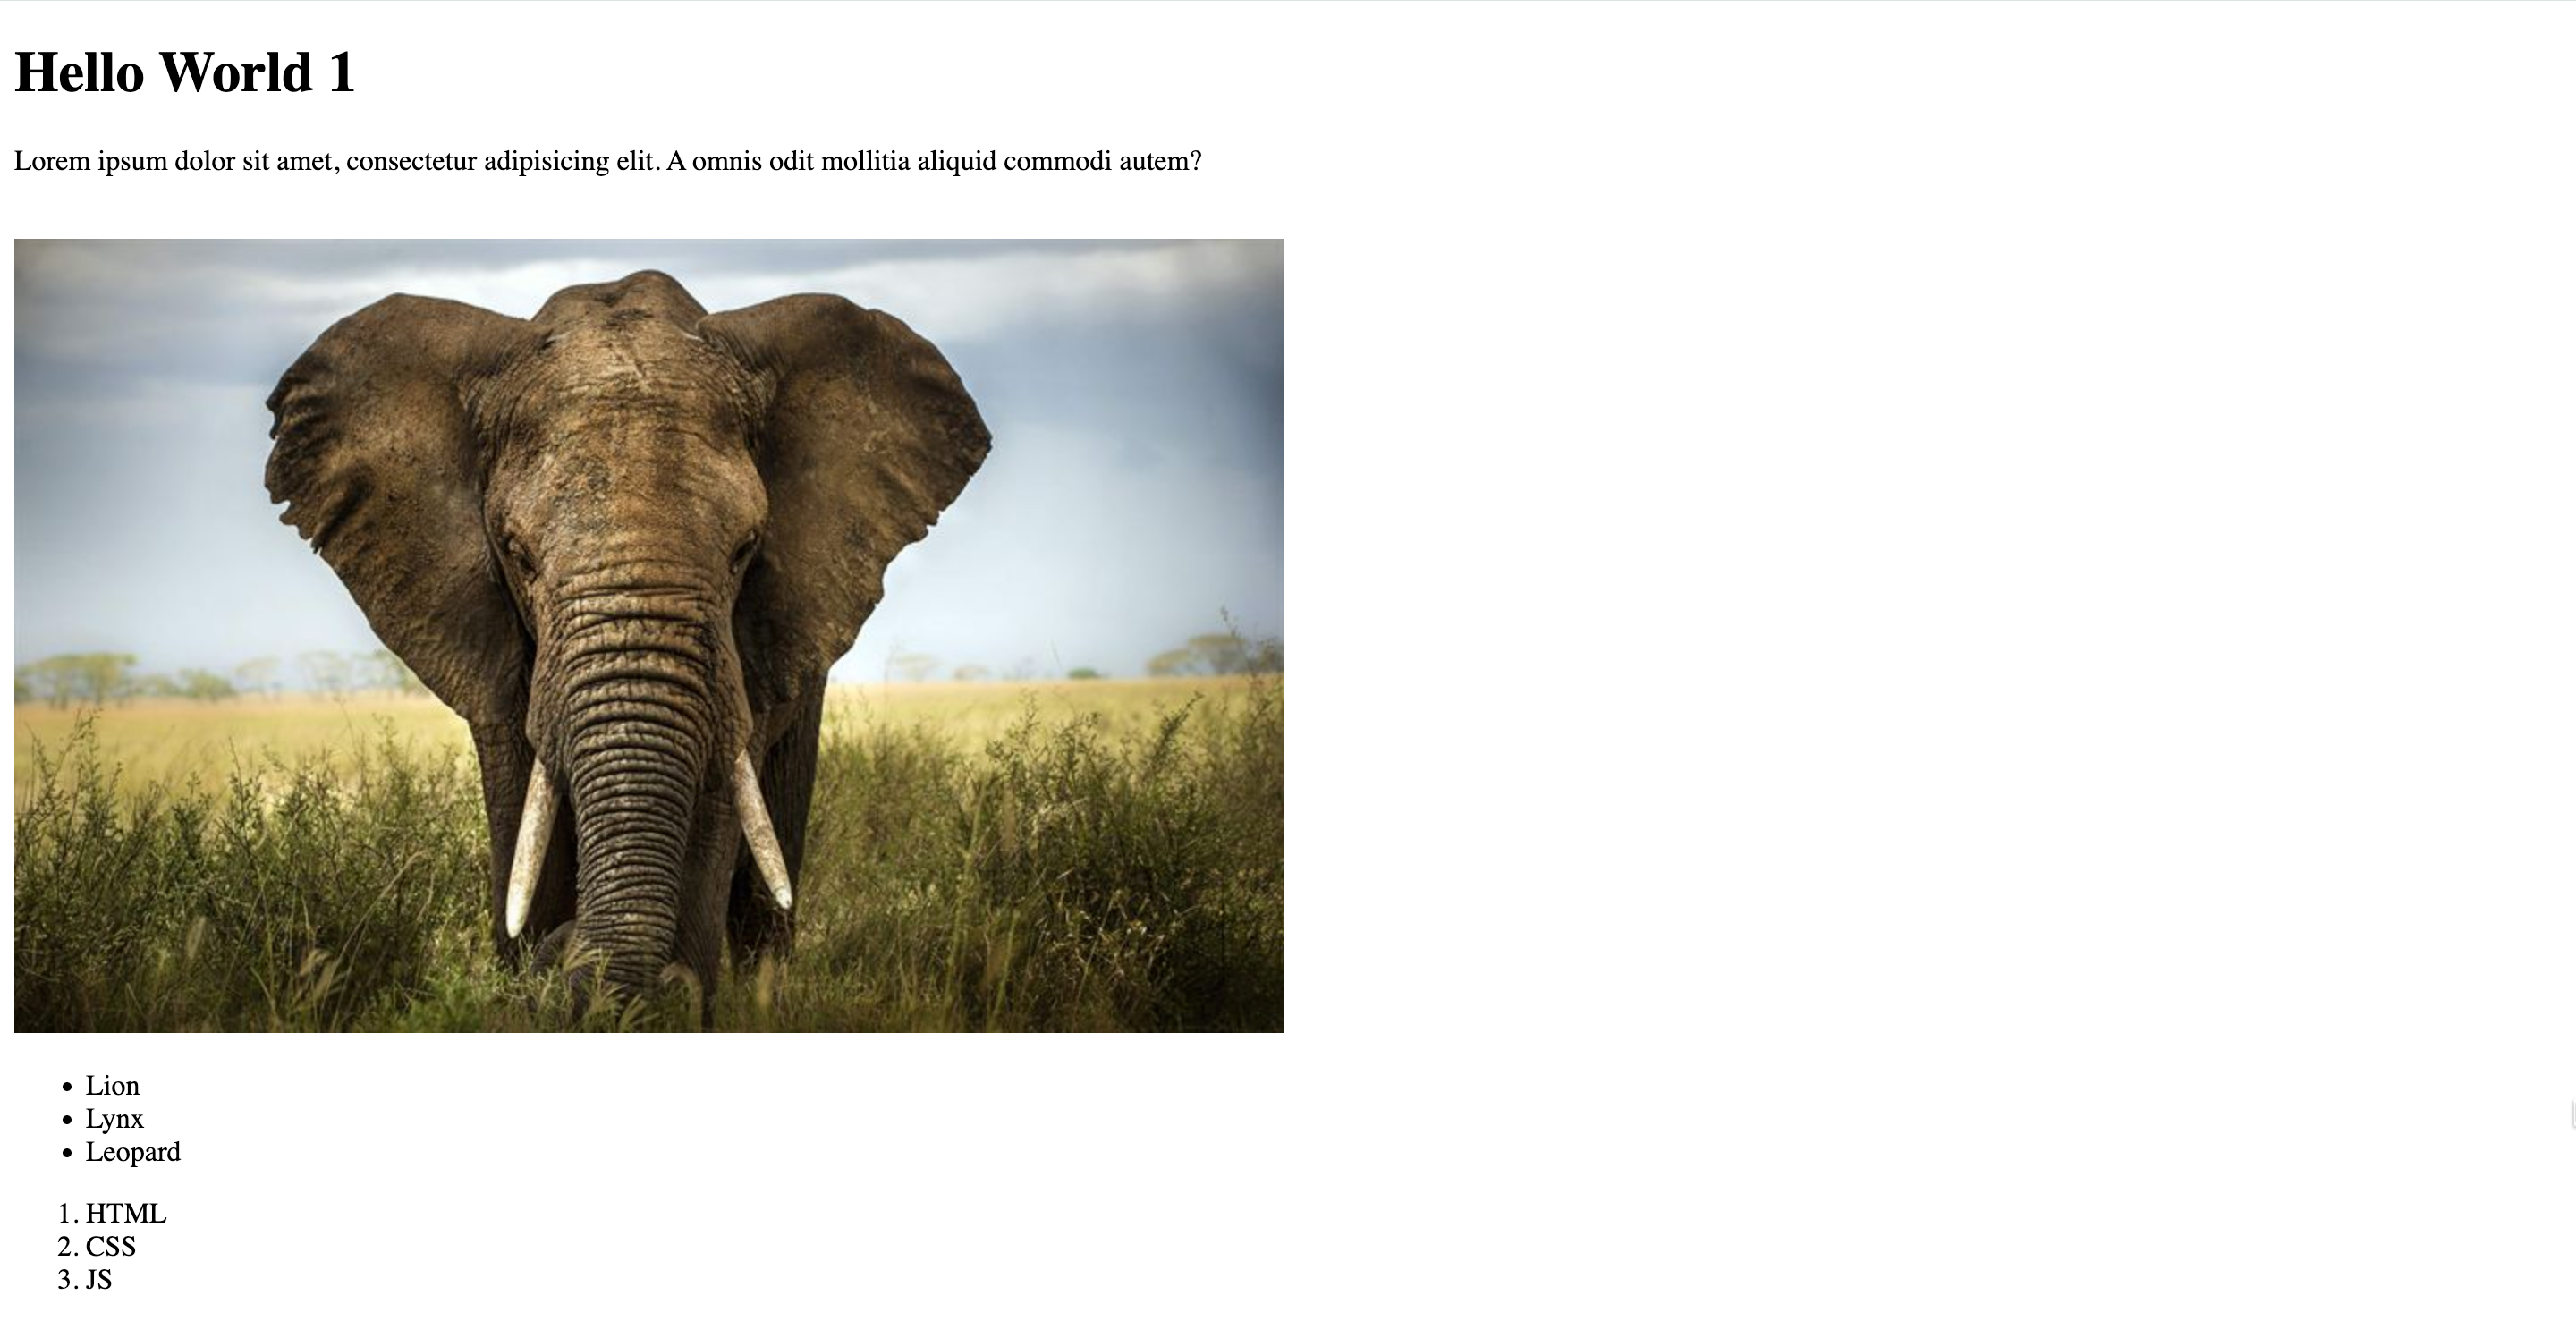 Hello World 1
Lorem ipsum dolor sit amet, consectetur adipisicing elit. A omnis odit mollitia aliquid commodi autem?
• Lion
• Lynx
• Leopard
1. HTML
2. CSS
3. JS